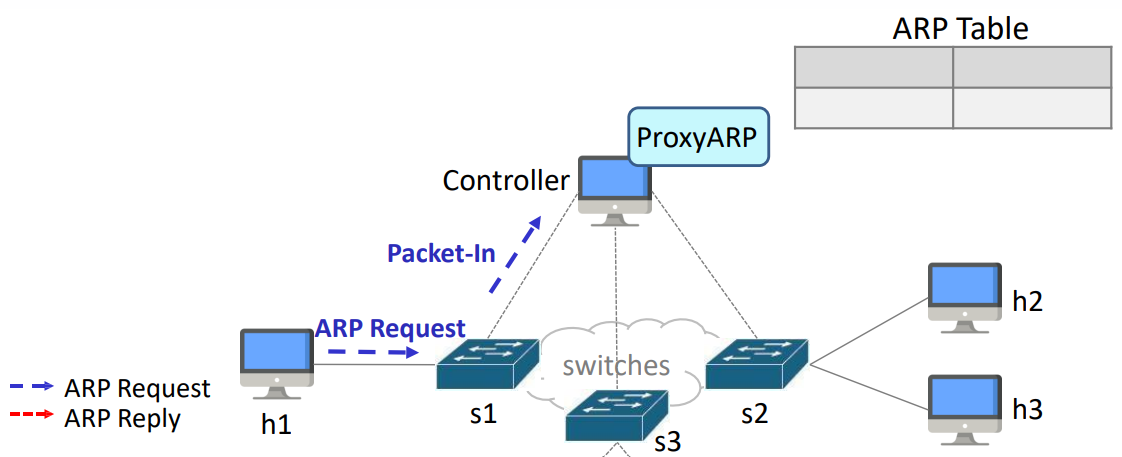 ARP Table
ProxyARP
Controller
Packet-In
ARP Request
h2
switches
ARP Request
ARP Reply
h1
s1
s2
h3
s3